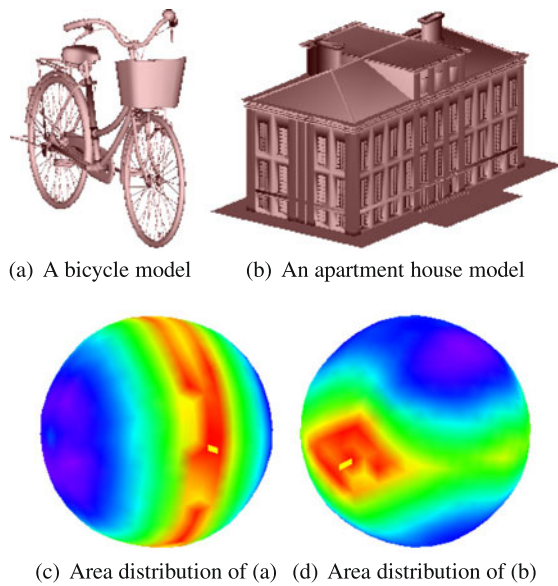 (a) A bicycle model
(b) An apartment house model
(c) Area distribution of (a)
(d) Area distribution of (b)